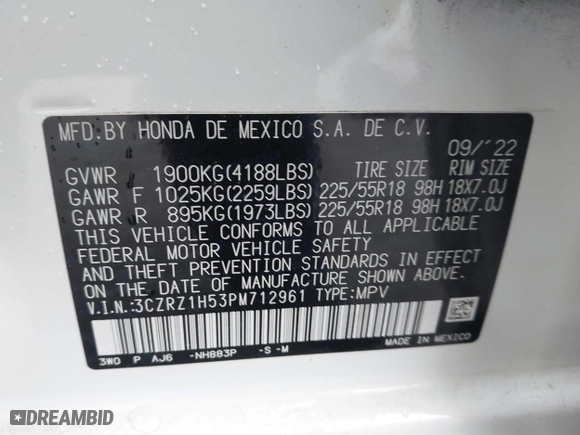 MFD.BY HONDA DE MEXICO S.A. DE C.V.
09/'22
GVWR 1900KG(4188LBS) TIRE SIZE RIM SIZE
GAWR F 1025KG(2259LBS) 225/55R18 98H 18X7.0J
GAWR R 895KG(1973LBS) 225/55R18 98H 18X7.0J
THIS VEHICLE CONFORMS TO ALL APPLICABLE
FEDERAL MOTOR VEHICLE SAFETY, BUMPER,
AND THEFT PREVENTION STANDARDS IN EFFECT
ON THE DATE OF MANUFACTURE SHOWN ABOVE.
V.I.N.:3CZRZ1H53PM712961 TYPE:MPV
3W0 P AJ6 -NH883P -S -M
MADE IN MEXICO
DREAMBID